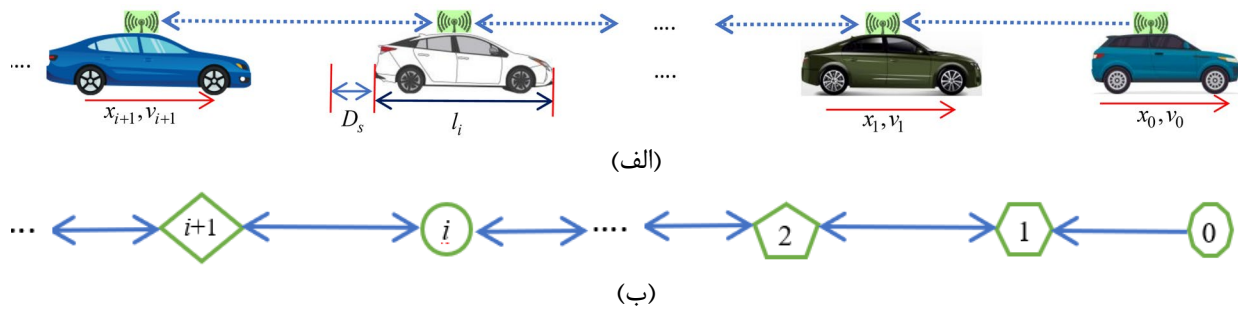 ....
....
.... D_s l_i
x_{i+1}, v_{i+1} x_1, v_1 x_0, v_0
(الف)
... i+1 i .... 2 1 0
(ب)